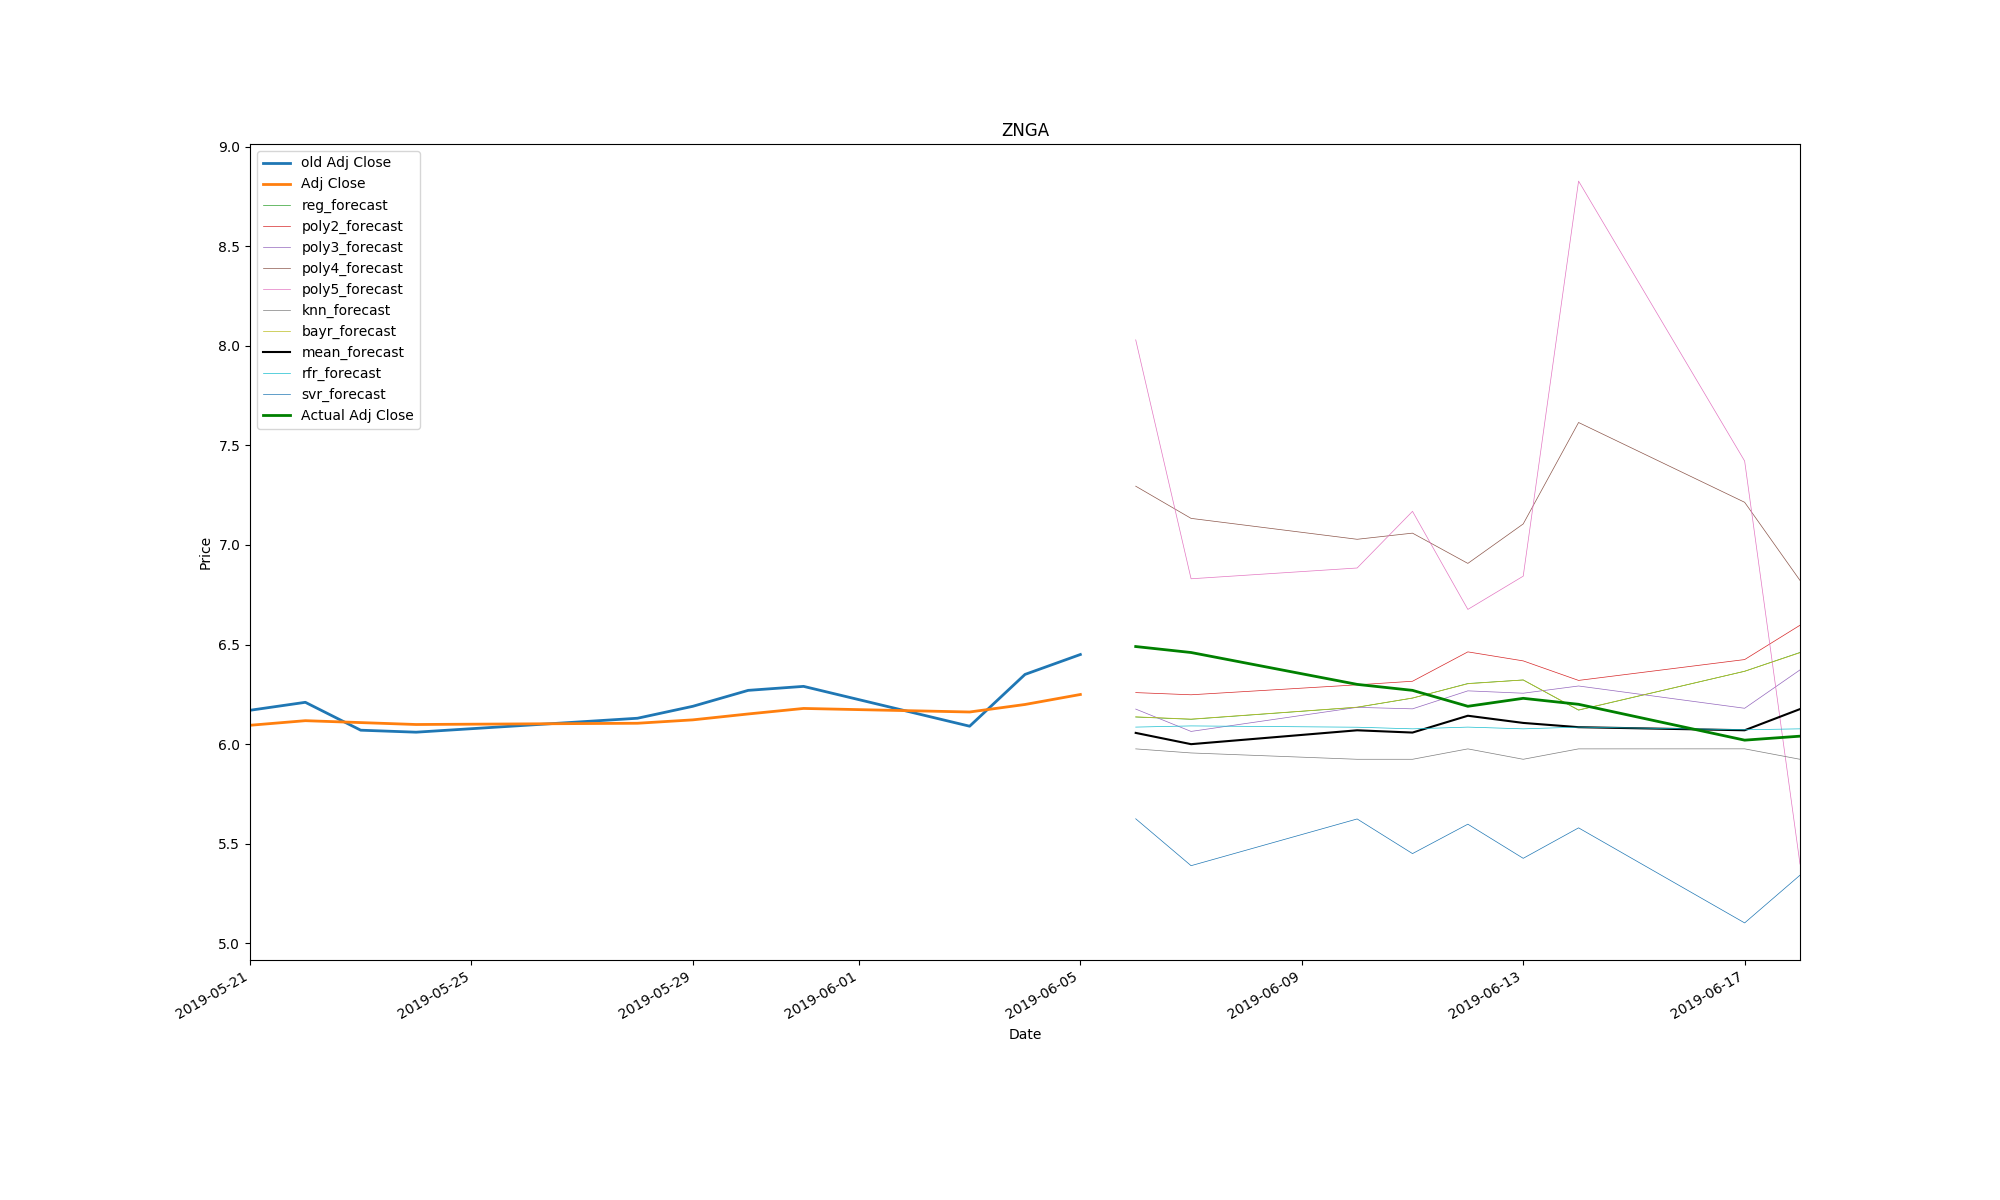 ZNGA
9.0
8.5
8.0
7.5
7.0
6.5
6.0
5.5
5.0
Price
old Adj Close
Adj Close
reg_forecast
poly2_forecast
poly3_forecast
poly4_forecast
poly5_forecast
knn_forecast
bayr_forecast
mean_forecast
rfr_forecast
svr_forecast
Actual Adj Close
2019-05-21
2019-05-25
2019-05-29
2019-06-01
2019-06-05
2019-06-09
2019-06-13
2019-06-17
Date